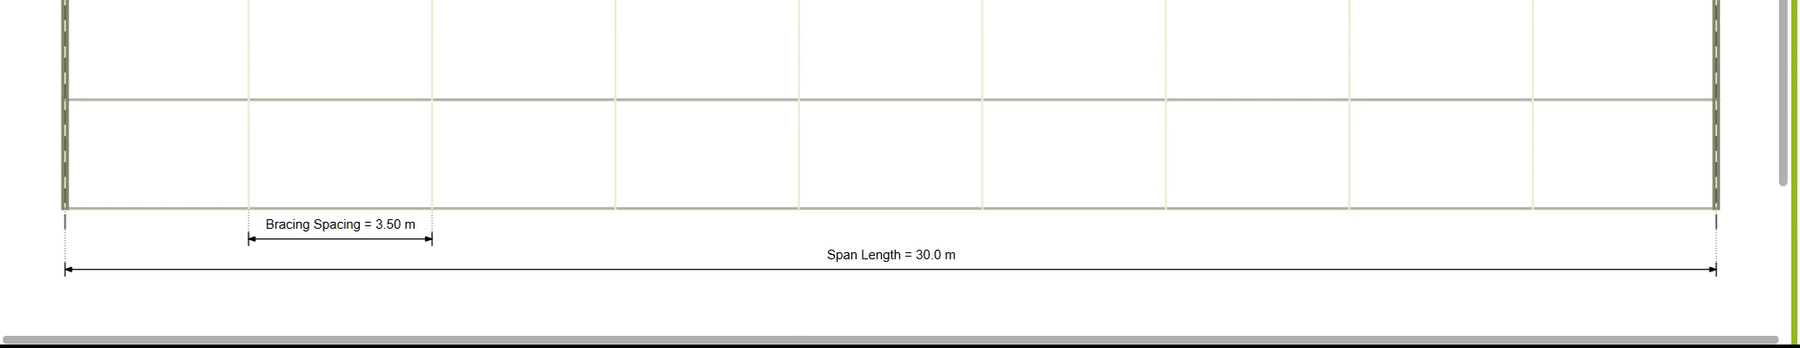 Bracing Spacing = 3.50 m
Span Length = 30.0 m